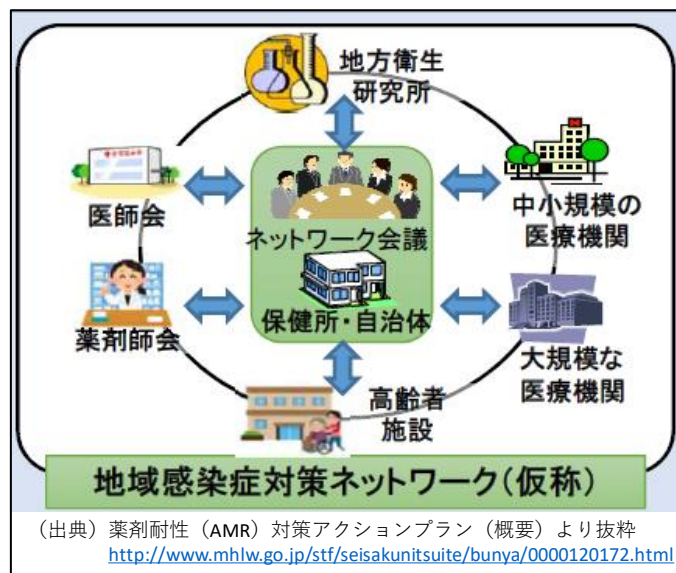 地方衛生
研究所
医師会
中小規模の
医療機関
ネットワーク会議
保健所・自治体
薬剤師会
大規模な
医療機関
高齢者
施設
地域感染症対策ネットワーク(仮称)
（出典）薬剤耐性（AMR）対策アクションプラン（概要）より抜粋
http://www.mhlw.go.jp/stf/seisakunitsuite/bunya/0000120172.html